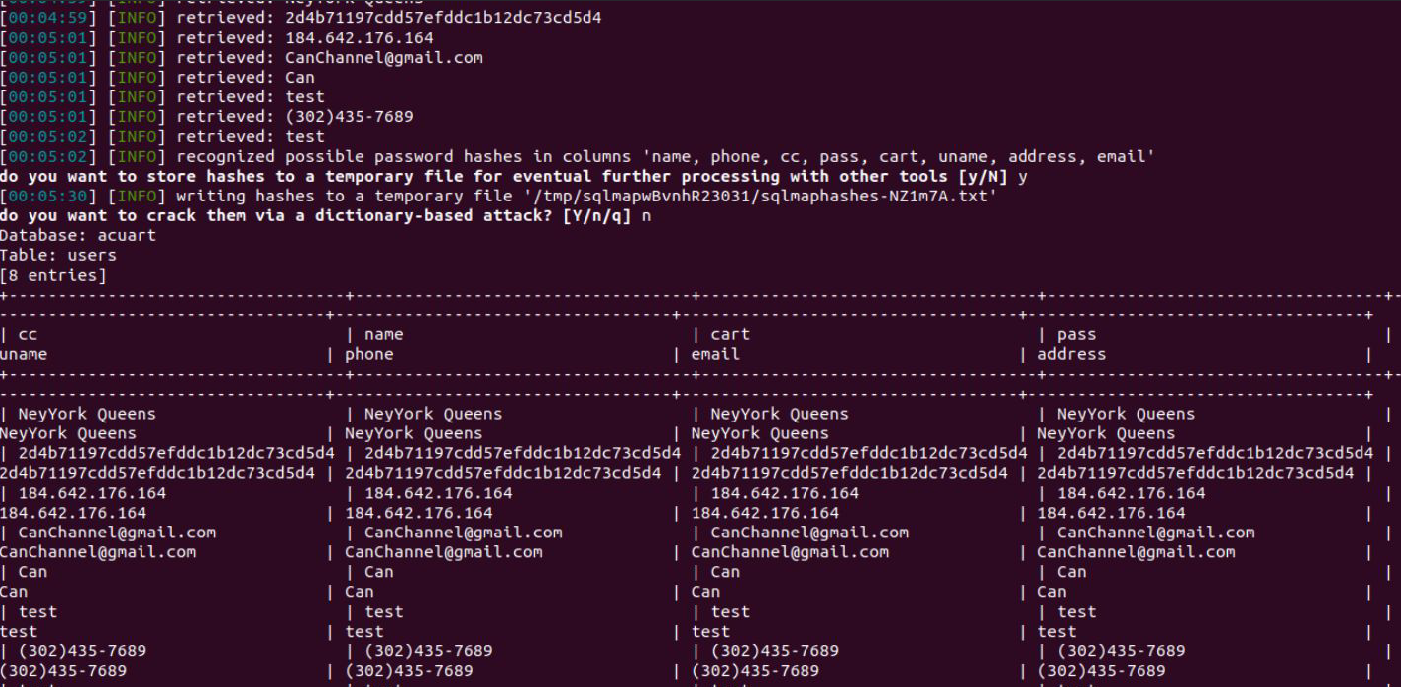 [00:04:59] [INFO] retrieved: NeyYork Queens
[00:04:59] [INFO] retrieved: 2d4b71197cdd57efddc1b12dc73cd5d4
[00:05:01] [INFO] retrieved: 184.642.176.164
[00:05:01] [INFO] retrieved: CanChannel@gmail.com
[00:05:01] [INFO] retrieved: Can
[00:05:01] [INFO] retrieved: test
[00:05:01] [INFO] retrieved: (302)435-7689
[00:05:02] [INFO] retrieved: test
[00:05:02] [INFO] recognized possible password hashes in columns 'name, phone, cc, pass, cart, uname, address, email'
do you want to store hashes to a temporary file for eventual further processing with other tools [y/N] y
[00:05:30] [INFO] writing hashes to a temporary file '/tmp/sqlmapwBvnhR23031/sqlmaphashes-NZ1m7A.txt'
do you want to crack them via a dictionary-based attack? [Y/n/q] n
Database: acuart
Table: users
[8 entries]
+----------------------------------+----------------------------------+----------------------------------+----------------------------------+-
---------------------------------+----------------------------------+----------------------------------+----------------------------------+
| cc | name | cart | pass |
uname | phone | email | address |
+----------------------------------+----------------------------------+----------------------------------+----------------------------------+-
---------------------------------+----------------------------------+----------------------------------+----------------------------------+
| NeyYork Queens | NeyYork Queens | NeyYork Queens | NeyYork Queens |
NeyYork Queens | NeyYork Queens | NeyYork Queens | NeyYork Queens |
| 2d4b71197cdd57efddc1b12dc73cd5d4 | 2d4b71197cdd57efddc1b12dc73cd5d4 | 2d4b71197cdd57efddc1b12dc73cd5d4 | 2d4b71197cdd57efddc1b12dc73cd5d4 |
2d4b71197cdd57efddc1b12dc73cd5d4 | 2d4b71197cdd57efddc1b12dc73cd5d4 | 2d4b71197cdd57efddc1b12dc73cd5d4 | 2d4b71197cdd57efddc1b12dc73cd5d4 |
| 184.642.176.164 | 184.642.176.164 | 184.642.176.164 | 184.642.176.164 |
184.642.176.164 | 184.642.176.164 | 184.642.176.164 | 184.642.176.164 |
| CanChannel@gmail.com | CanChannel@gmail.com | CanChannel@gmail.com | CanChannel@gmail.com |
CanChannel@gmail.com | CanChannel@gmail.com | CanChannel@gmail.com | CanChannel@gmail.com |
| Can | Can | Can | Can |
Can | Can | Can | Can |
| test | test | test | test |
test | test | test | test |
| (302)435-7689 | (302)435-7689 | (302)435-7689 | (302)435-7689 |
(302)435-7689 | (302)435-7689 | (302)435-7689 | (302)435-7689 |